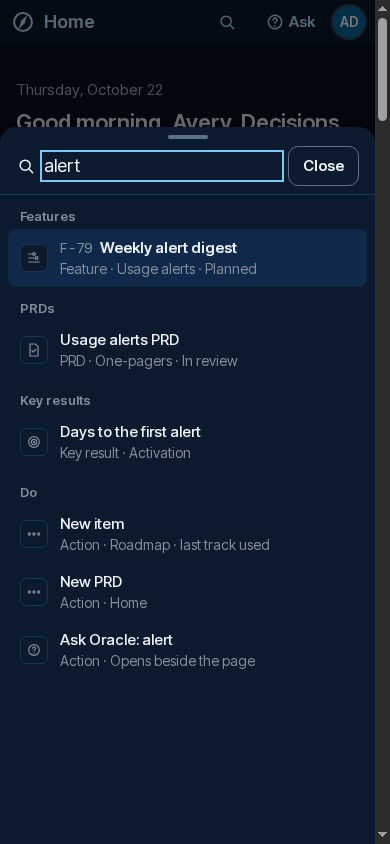 Home
Ask
AD
Thursday, October 22
Good morning, Avery. Decisions
alert
Close
Features
F-79 Weekly alert digest
Feature · Usage alerts · Planned
PRDs
Usage alerts PRD
PRD · One-pagers · In review
Key results
Days to the first alert
Key result · Activation
Do
New item
Action · Roadmap · last track used
New PRD
Action · Home
Ask Oracle: alert
Action · Opens beside the page